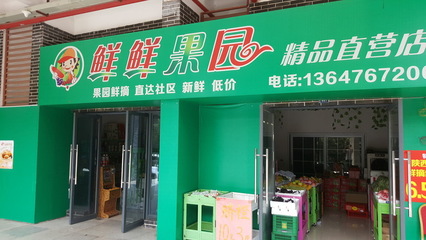 鲜鲜果园
精品直营店
果园鲜摘 直达社区 新鲜 低价
电话:1364767200